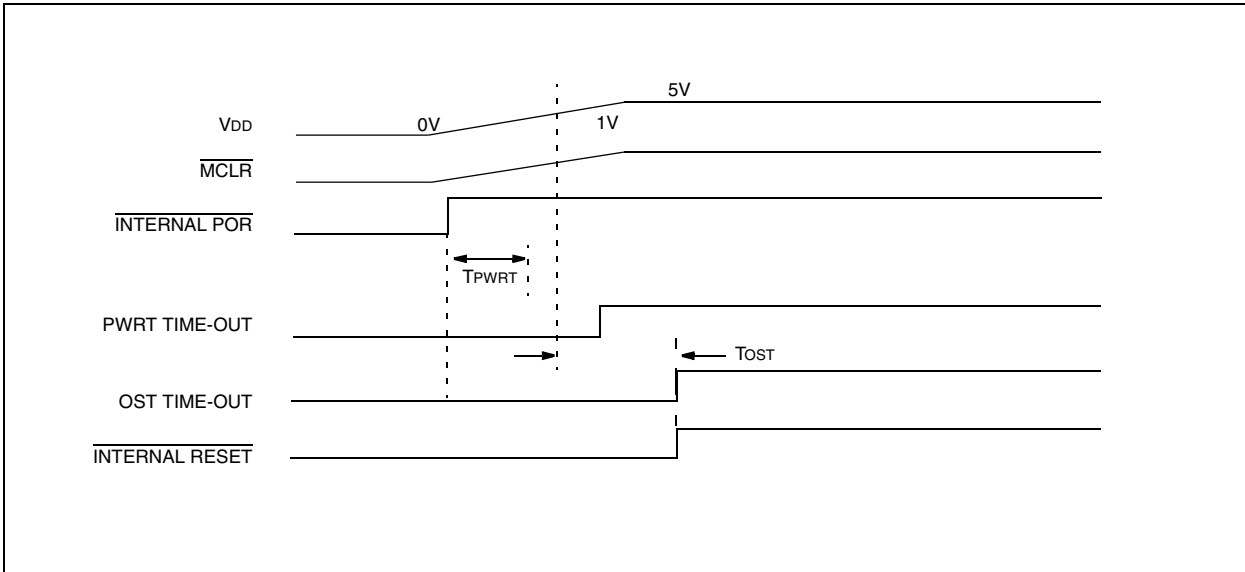 5V
VDD 0V 1V
MCLR
INTERNAL POR
TPWRT
PWRT TIME-OUT
TOST
OST TIME-OUT
INTERNAL RESET